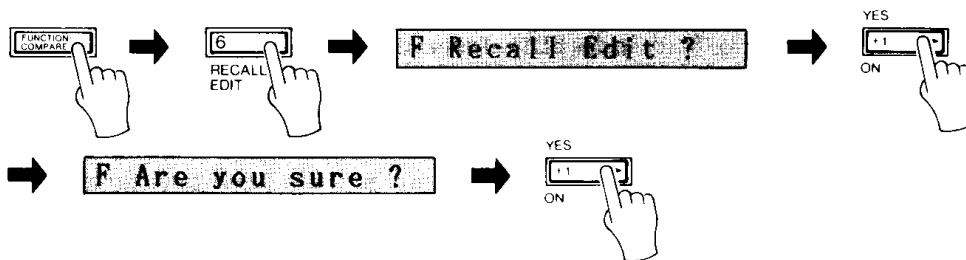 FUNCTION
COMPARE
6
RECALL
EDIT
F Recall Edit ?
YES
+1
ON
F Are you sure ?
YES
+1
ON